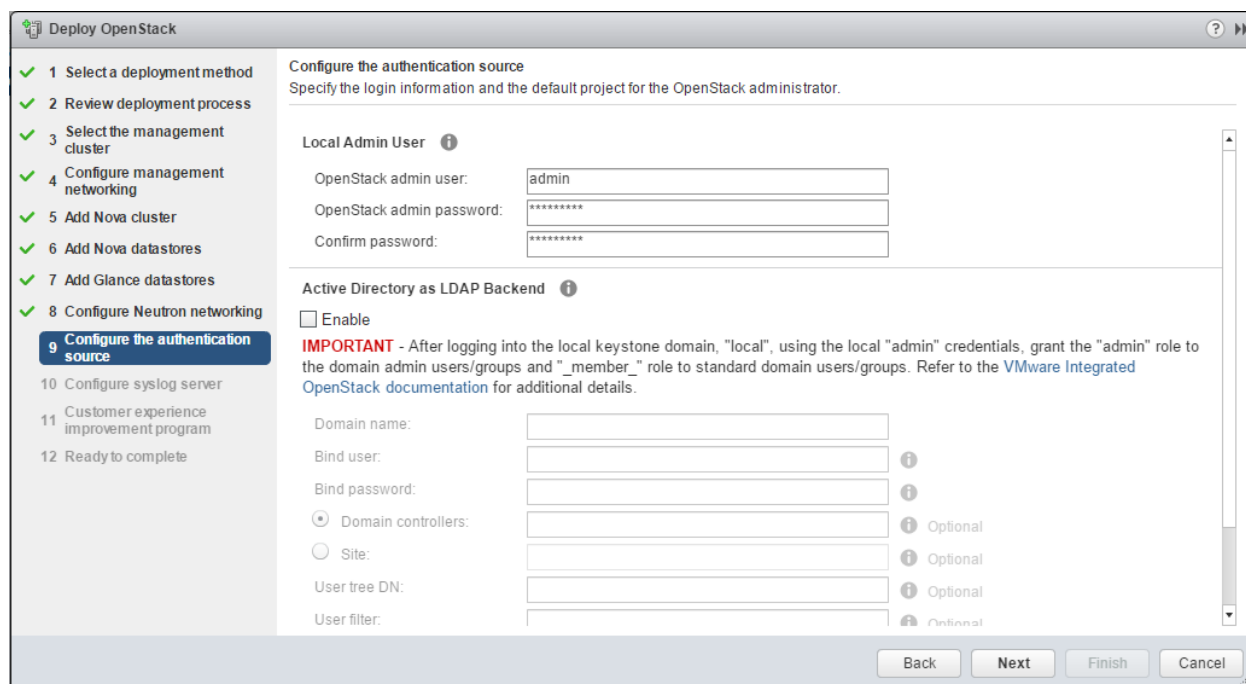 Deploy OpenStack
1 Select a deployment method
2 Review deployment process
3 Select the management
cluster
4 Configure management
networking
5 Add Nova cluster
6 Add Nova datastores
7 Add Glance datastores
8 Configure Neutron networking
9 Configure the authentication
source
10 Configure syslog server
11 Customer experience
improvement program
12 Ready to complete
Configure the authentication source
Specify the login information and the default project for the OpenStack administrator.
Local Admin User
OpenStack admin user: admin
OpenStack admin password: *********
Confirm password: *********
Active Directory as LDAP Backend
Enable
IMPORTANT - After logging into the local keystone domain, "local", using the local "admin" credentials, grant the "admin" role to
the domain admin users/groups and "_member_" role to standard domain users/groups. Refer to the VMware Integrated
OpenStack documentation for additional details.
Domain name:
Bind user:
Bind password:
Domain controllers: Optional
Site: Optional
User tree DN: Optional
User filter: Optional
Back Next Finish Cancel